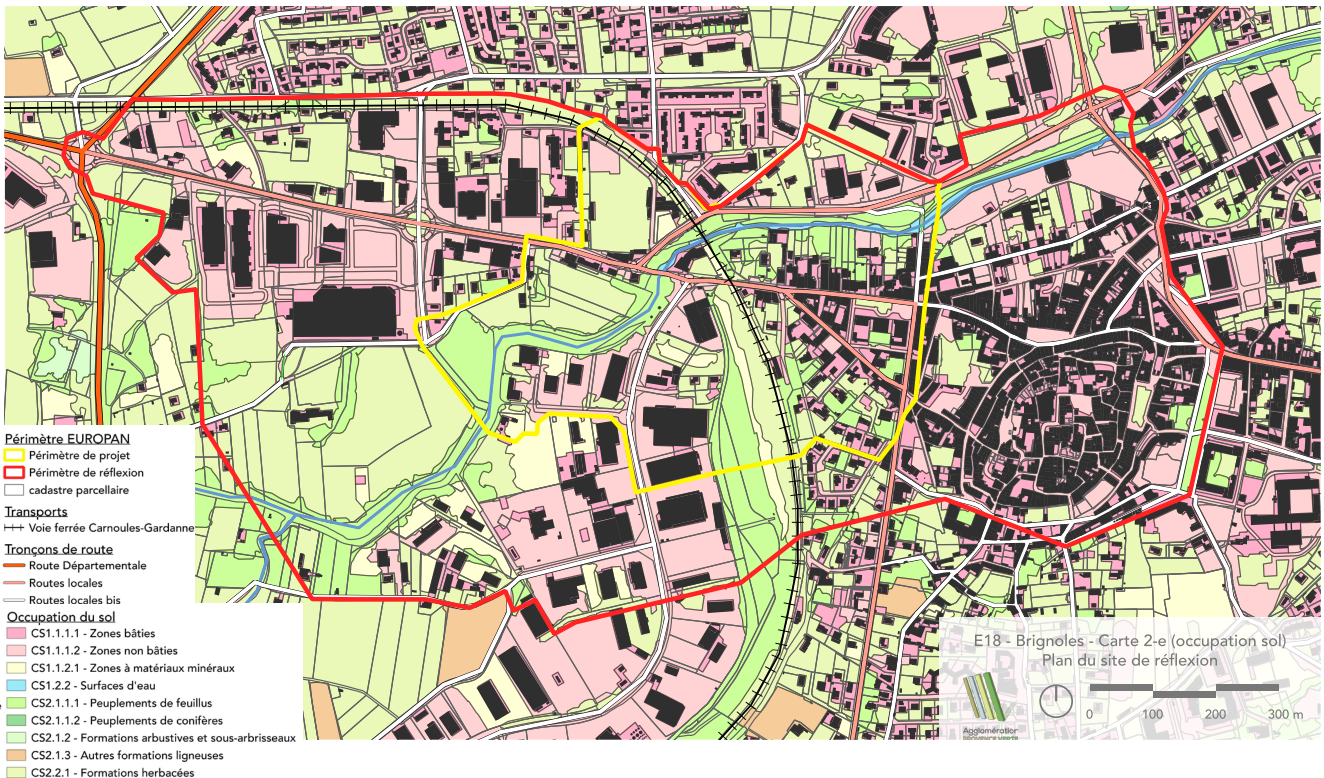 Périmètre EUROPAN
Périmètre de projet
Périmètre de réflexion
cadastre parcellaire
Transports
Voie ferrée Carnoules-Gardanne
Tronçons de route
Route Départementale
Routes locales
Routes locales bis
Occupation du sol
CS1.1.1.1 - Zones bâties
CS1.1.1.2 - Zones non bâties
CS1.1.2.1 - Zones à matériaux minéraux
CS1.2.2 - Surfaces d'eau
CS2.1.1.1 - Peuplements de feuillus
CS2.1.1.2 - Peuplements de conifères
CS2.1.2 - Formations arbustives et sous-arbrisseaux
CS2.1.3 - Autres formations ligneuses
CS2.2.1 - Formations herbacées
E18 - Brignoles - Carte 2-e (occupation sol)
Plan du site de réflexion
0 100 200 300 m
Agglomération
PROVENCE VERTE